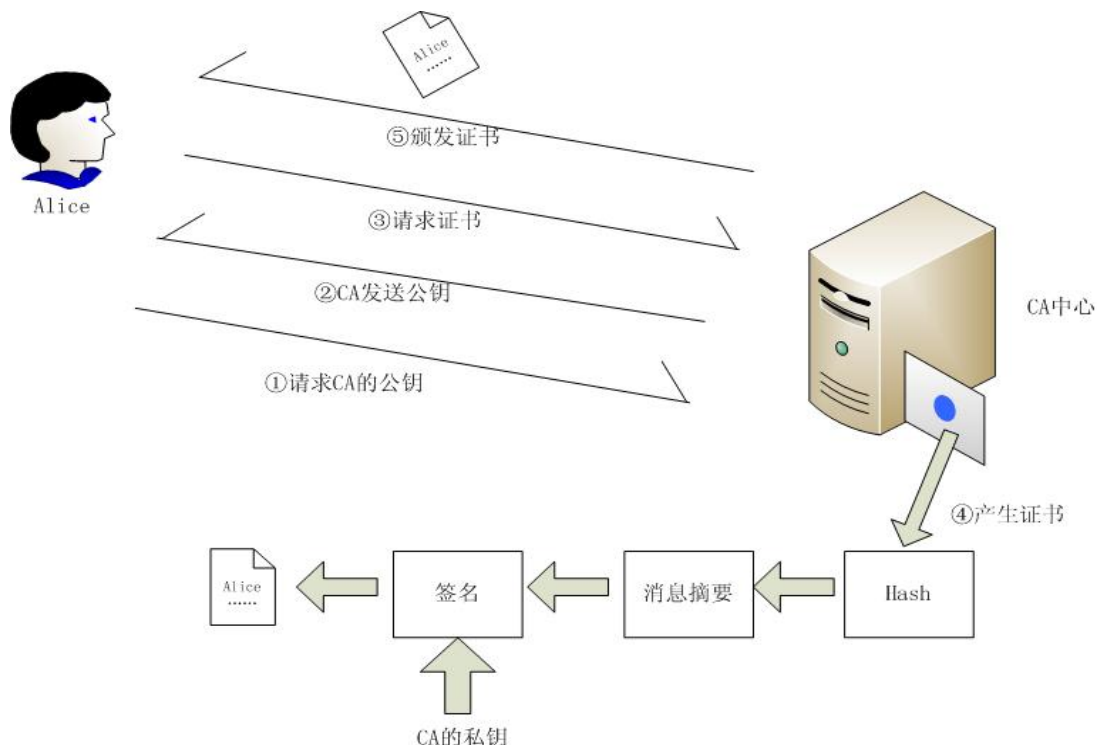 Alice
……
⑤颁发证书
Alice
③请求证书
②CA发送公钥
CA中心
①请求CA的公钥
④产生证书
Alice
……
签名
消息摘要
Hash
CA的私钥